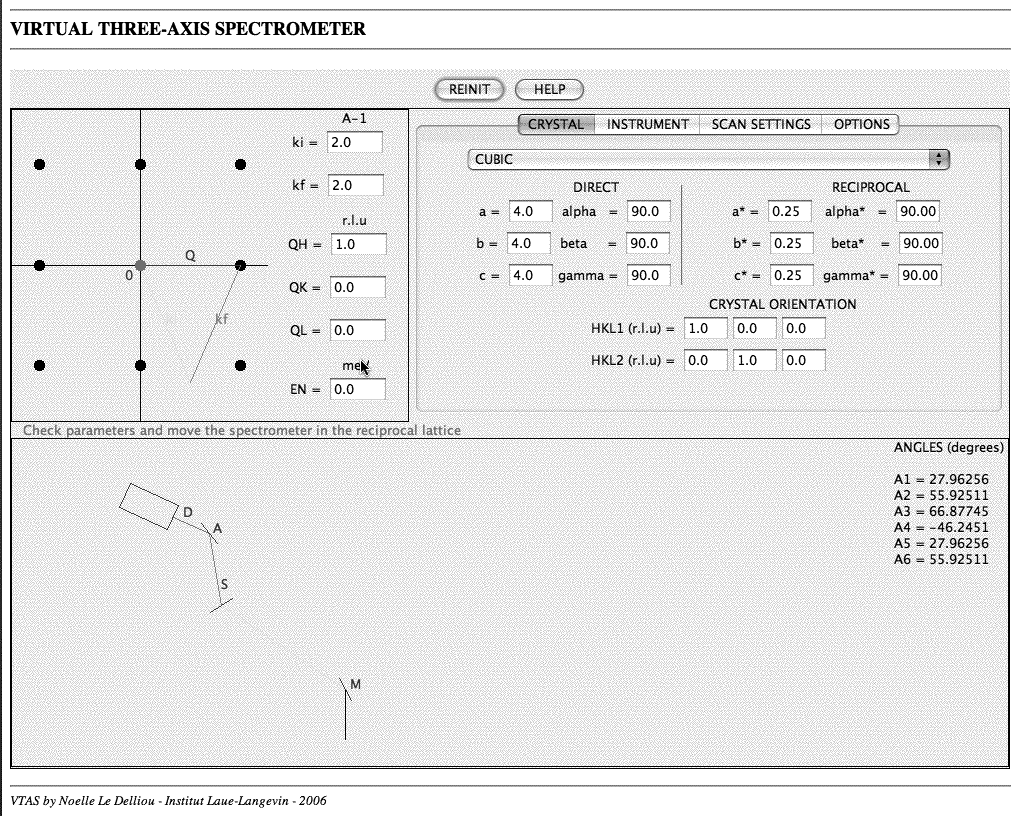 VIRTUAL THREE-AXIS SPECTROMETER
REINIT HELP
A-1
ki = 2.0
kf = 2.0
r.l.u
QH = 1.0
QK = 0.0
QL = 0.0
meV
EN = 0.0
Q
0
kf
CRYSTAL INSTRUMENT SCAN SETTINGS OPTIONS
CUBIC
DIRECT RECIPROCAL
a = 4.0 alpha = 90.0 a* = 0.25 alpha* = 90.00
b = 4.0 beta = 90.0 b* = 0.25 beta* = 90.00
c = 4.0 gamma = 90.0 c* = 0.25 gamma* = 90.00
CRYSTAL ORIENTATION
HKL1 (r.l.u) = 1.0 0.0 0.0
HKL2 (r.l.u) = 0.0 1.0 0.0
Check parameters and move the spectrometer in the reciprocal lattice
ANGLES (degrees)
A1 = 27.96256
A2 = 55.92511
A3 = 66.87745
A4 = -46.2451
A5 = 27.96256
A6 = 55.92511
D
A
S
M
VTAS by Noelle Le Delliou - Institut Laue-Langevin - 2006